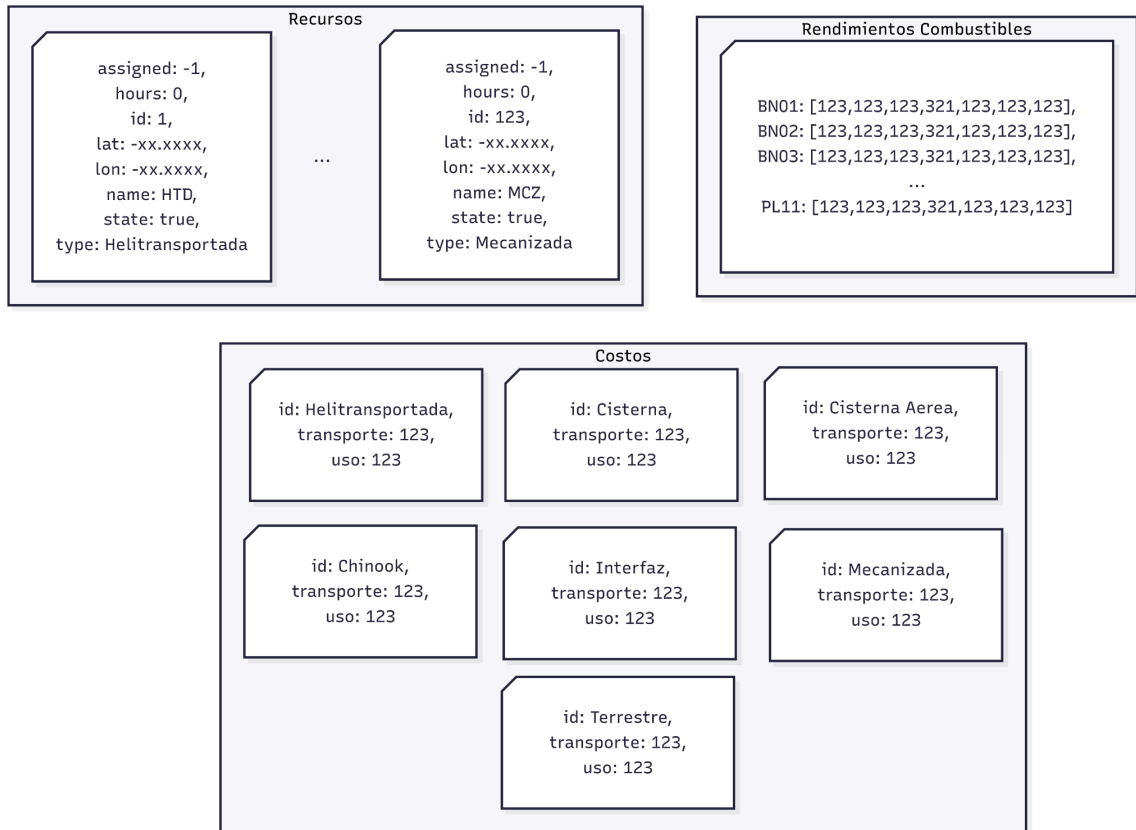 Recursos
assigned: -1,
hours: 0,
id: 1,
lat: -xx.xxxx,
lon: -xx.xxxx,
name: HTD,
state: true,
type: Helitransportada
...
assigned: -1,
hours: 0,
id: 123,
lat: -xx.xxxx,
lon: -xx.xxxx,
name: MCZ,
state: true,
type: Mecanizada
Rendimientos Combustibles
BN01: [123,123,123,321,123,123,123],
BN02: [123,123,123,321,123,123,123],
BN03: [123,123,123,321,123,123,123],
...
PL11: [123,123,123,321,123,123,123]
Costos
id: Helitransportada,
transporte: 123,
uso: 123
id: Cisterna,
transporte: 123,
uso: 123
id: Cisterna Aerea,
transporte: 123,
uso: 123
id: Chinook,
transporte: 123,
uso: 123
id: Interfaz,
transporte: 123,
uso: 123
id: Mecanizada,
transporte: 123,
uso: 123
id: Terrestre,
transporte: 123,
uso: 123